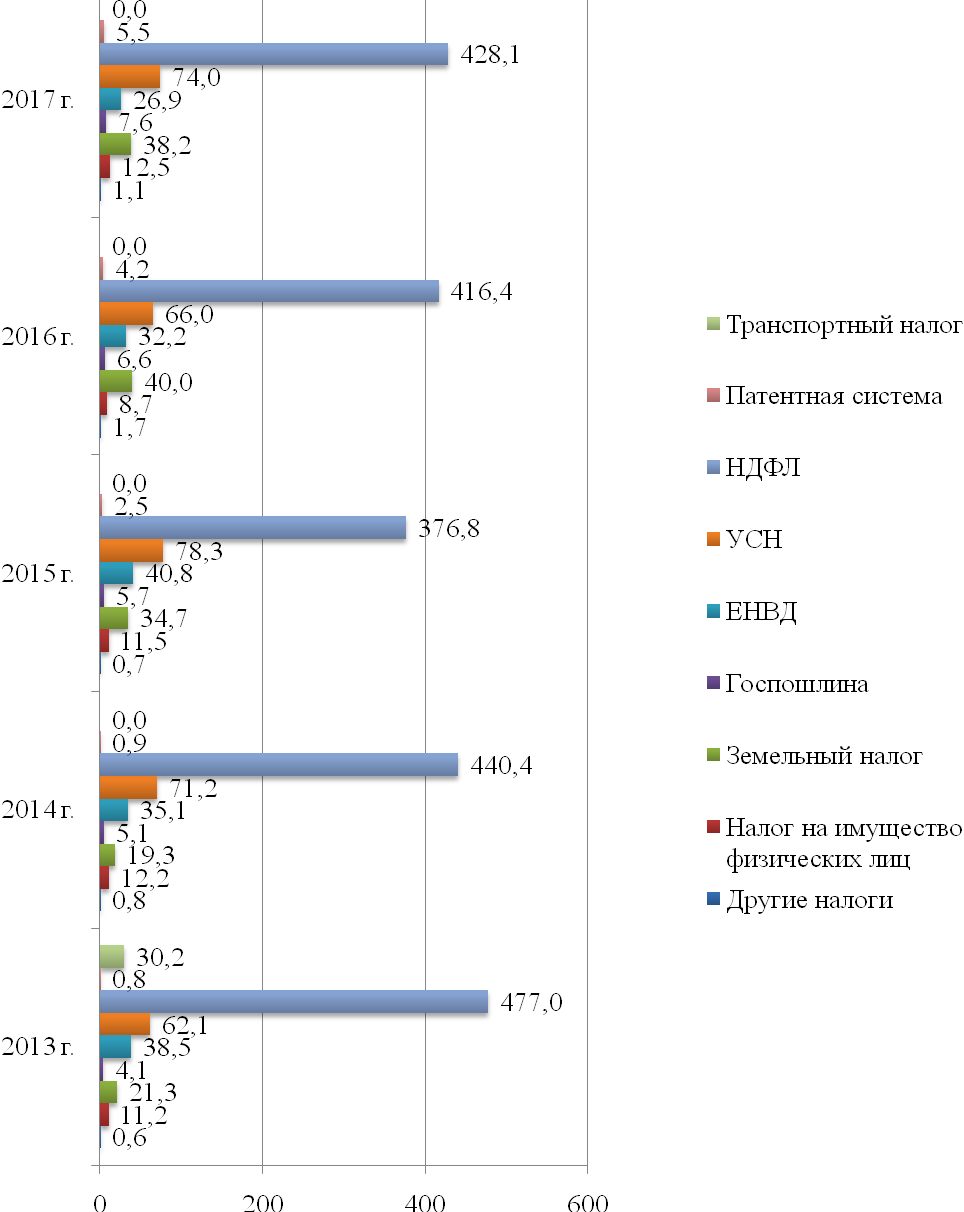 0,0
5,5
428,1
74,0
2017 г.
26,9
7,6
38,2
12,5
1,1
0,0
4,2
416,4
66,0
2016 г.
32,2
6,6
40,0
8,7
1,7
0,0
2,5
376,8
78,3
2015 г.
40,8
5,7
34,7
11,5
0,7
0,0
0,9
440,4
71,2
2014 г.
35,1
5,1
19,3
12,2
0,8
30,2
0,8
477,0
62,1
2013 г.
38,5
4,1
21,3
11,2
0,6
0 200 400 600
Транспортный налог
Патентная система
НДФЛ
УСН
ЕНВД
Госпошлина
Земельный налог
Налог на имущество
физических лиц
Другие налоги